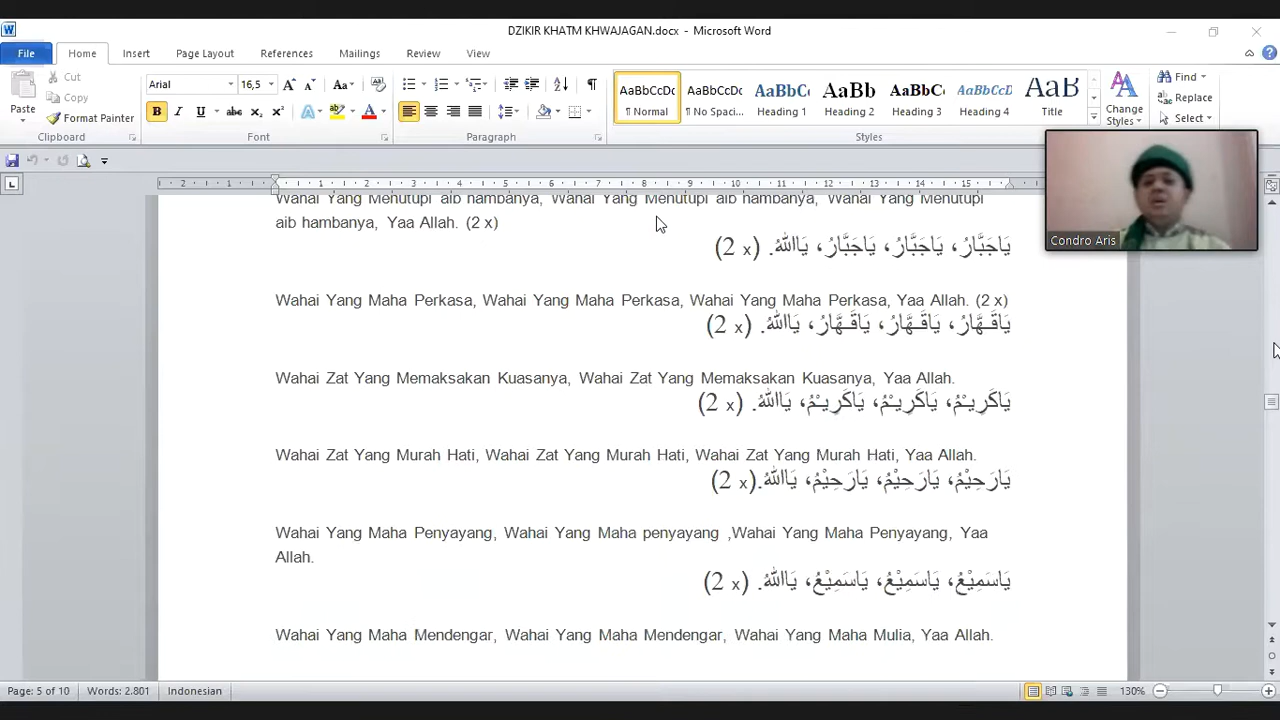 DZIKIR KHATM KHWAJAGAN.docx - Microsoft Word
File Home Insert Page Layout References Mailings Review View
Paste Cut Copy Format Painter
Clipboard
Arial 16,5
Font
Paragraph
AaBbCcDc AaBbCcDc AaBbCc AaBbC AaBbCc AaBbCcD AaB
¶ Normal ¶ No Spaci... Heading 1 Heading 2 Heading 3 Heading 4 Title
Styles
Change Styles
Find Replace Select
Condro Aris
Wahai Yang Menutupi aib hambanya, Wahai Yang Menutupi aib hambanya, Wahai Yang Menutupi
aib hambanya, Yaa Allah. (2 x)
يَاجَبَّارُ، يَاجَبَّارُ، يَاجَبَّارُ، يَااللهُ. (2 x)
Wahai Yang Maha Perkasa, Wahai Yang Maha Perkasa, Wahai Yang Maha Perkasa, Yaa Allah. (2 x)
يَاقَـهَّارُ، يَاقَـهَّارُ، يَاقَـهَّارُ، يَااللهُ. (2 x)
Wahai Zat Yang Memaksakan Kuasanya, Wahai Zat Yang Memaksakan Kuasanya, Yaa Allah.
يَاكَرِيـْمُ، يَاكَرِيـْمُ، يَاكَرِيـْمُ، يَااللهُ. (2 x)
Wahai Zat Yang Murah Hati, Wahai Zat Yang Murah Hati, Wahai Zat Yang Murah Hati, Yaa Allah.
يَارَحِيْمُ، يَارَحِيْمُ، يَارَحِيْمُ، يَااللهُ.(2 x)
Wahai Yang Maha Penyayang, Wahai Yang Maha penyayang ,Wahai Yang Maha Penyayang, Yaa
Allah.
يَاسَمِيْعُ، يَاسَمِيْعُ، يَاسَمِيْعُ، يَااللهُ. (2 x)
Wahai Yang Maha Mendengar, Wahai Yang Maha Mendengar, Wahai Yang Maha Mulia, Yaa Allah.
Page: 5 of 10 Words: 2.801 Indonesian 130%